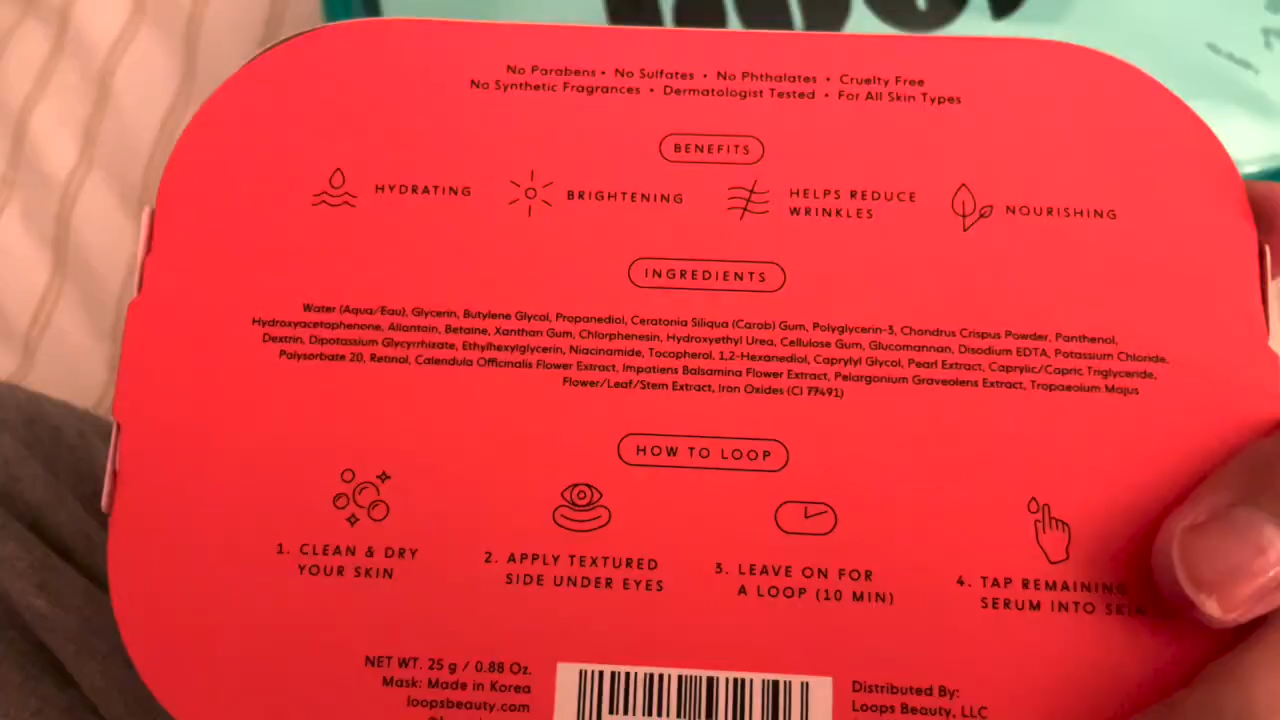 No Parabens • No Sulfates • No Phthalates • Cruelty Free
No Synthetic Fragrances • Dermatologist Tested • For All Skin Types
BENEFITS
HYDRATING
BRIGHTENING
HELPS REDUCE
WRINKLES
NOURISHING
INGREDIENTS
Water (Aqua/Eau), Glycerin, Butylene Glycol, Propanediol, Ceratonia Siliqua (Carob) Gum, Polyglycerin-3, Chondrus Crispus Powder, Panthenol,
Hydroxyacetophenone, Allantoin, Betaine, Xanthan Gum, Chlorphenesin, Hydroxyethyl Urea, Cellulose Gum, Glucomannan, Disodium EDTA, Potassium Chloride,
Dextrin, Dipotassium Glycyrrhizate, Ethylhexylglycerin, Niacinamide, Tocopherol, 1,2-Hexanediol, Caprylyl Glycol, Pearl Extract, Caprylic/Capric Triglyceride,
Polysorbate 20, Retinol, Calendula Officinalis Flower Extract, Impatiens Balsamina Flower Extract, Pelargonium Graveolens Extract, Tropaeolum Majus
Flower/Leaf/Stem Extract, Iron Oxides (CI 77491)
HOW TO LOOP
1. CLEAN & DRY
YOUR SKIN
2. APPLY TEXTURED
SIDE UNDER EYES
3. LEAVE ON FOR
A LOOP (10 MIN)
4. TAP REMAINING
SERUM INTO SKIN
NET WT. 25 g / 0.88 Oz.
Mask: Made in Korea
loopsbeauty.com
Distributed By:
Loops Beauty, LLC